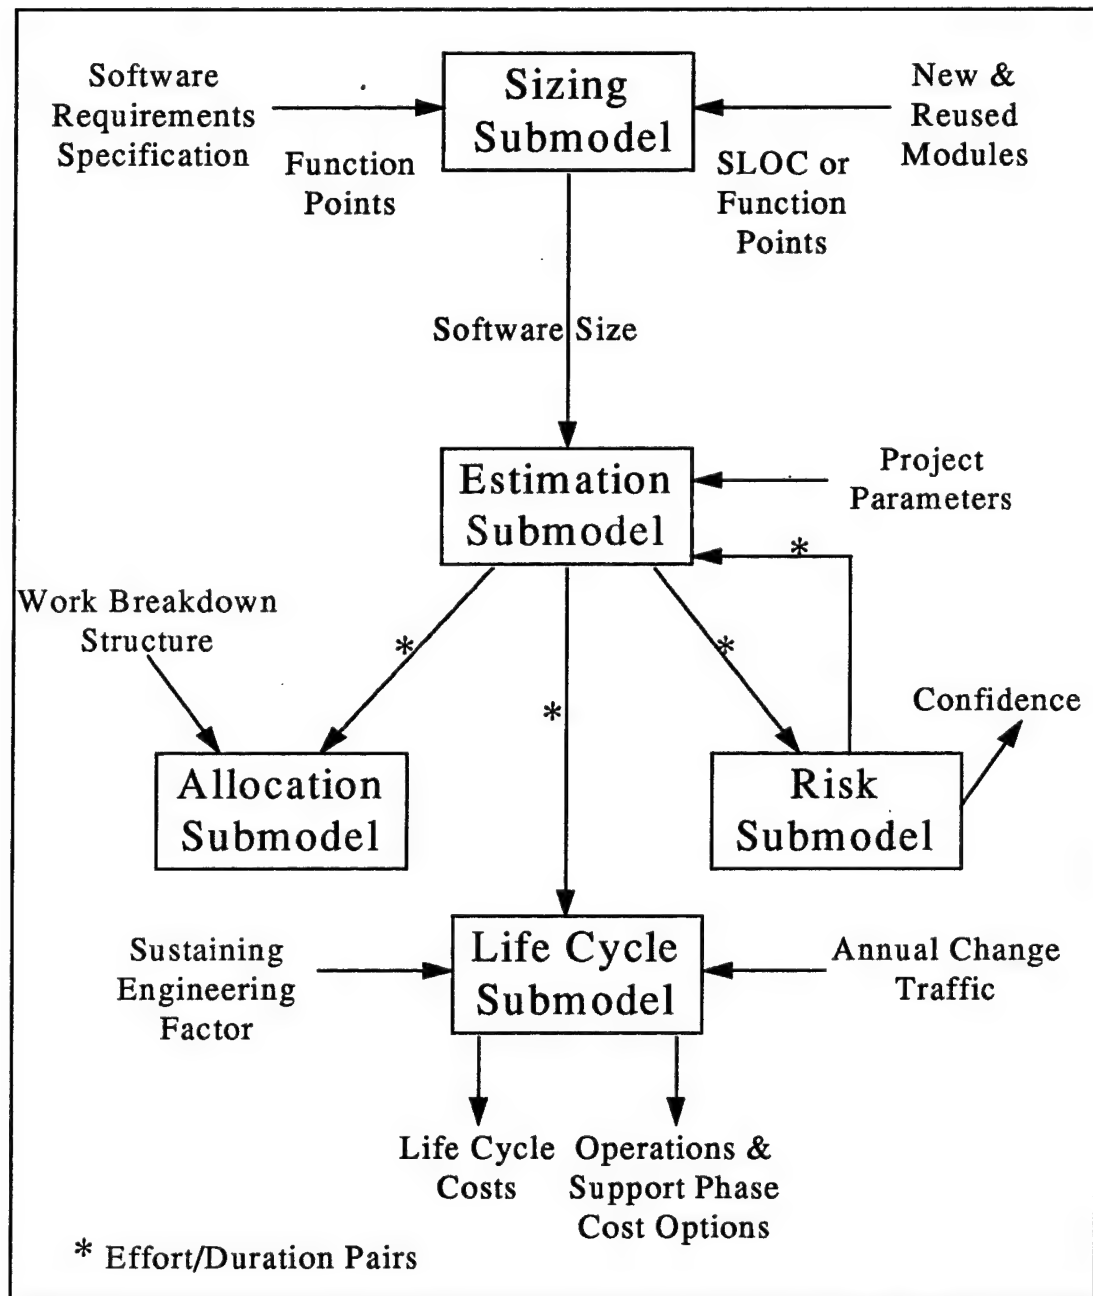 Software
Requirements
Specification
Function
Points
Sizing
Submodel
New &
Reused
Modules
SLOC or
Function
Points
Software Size
Estimation
Submodel
Project
Parameters
*
Work Breakdown
Structure
*
*
*
Confidence
Allocation
Submodel
Risk
Submodel
Sustaining
Engineering
Factor
Life Cycle
Submodel
Annual Change
Traffic
Life Cycle
Costs
Operations &
Support Phase
Cost Options
* Effort/Duration Pairs